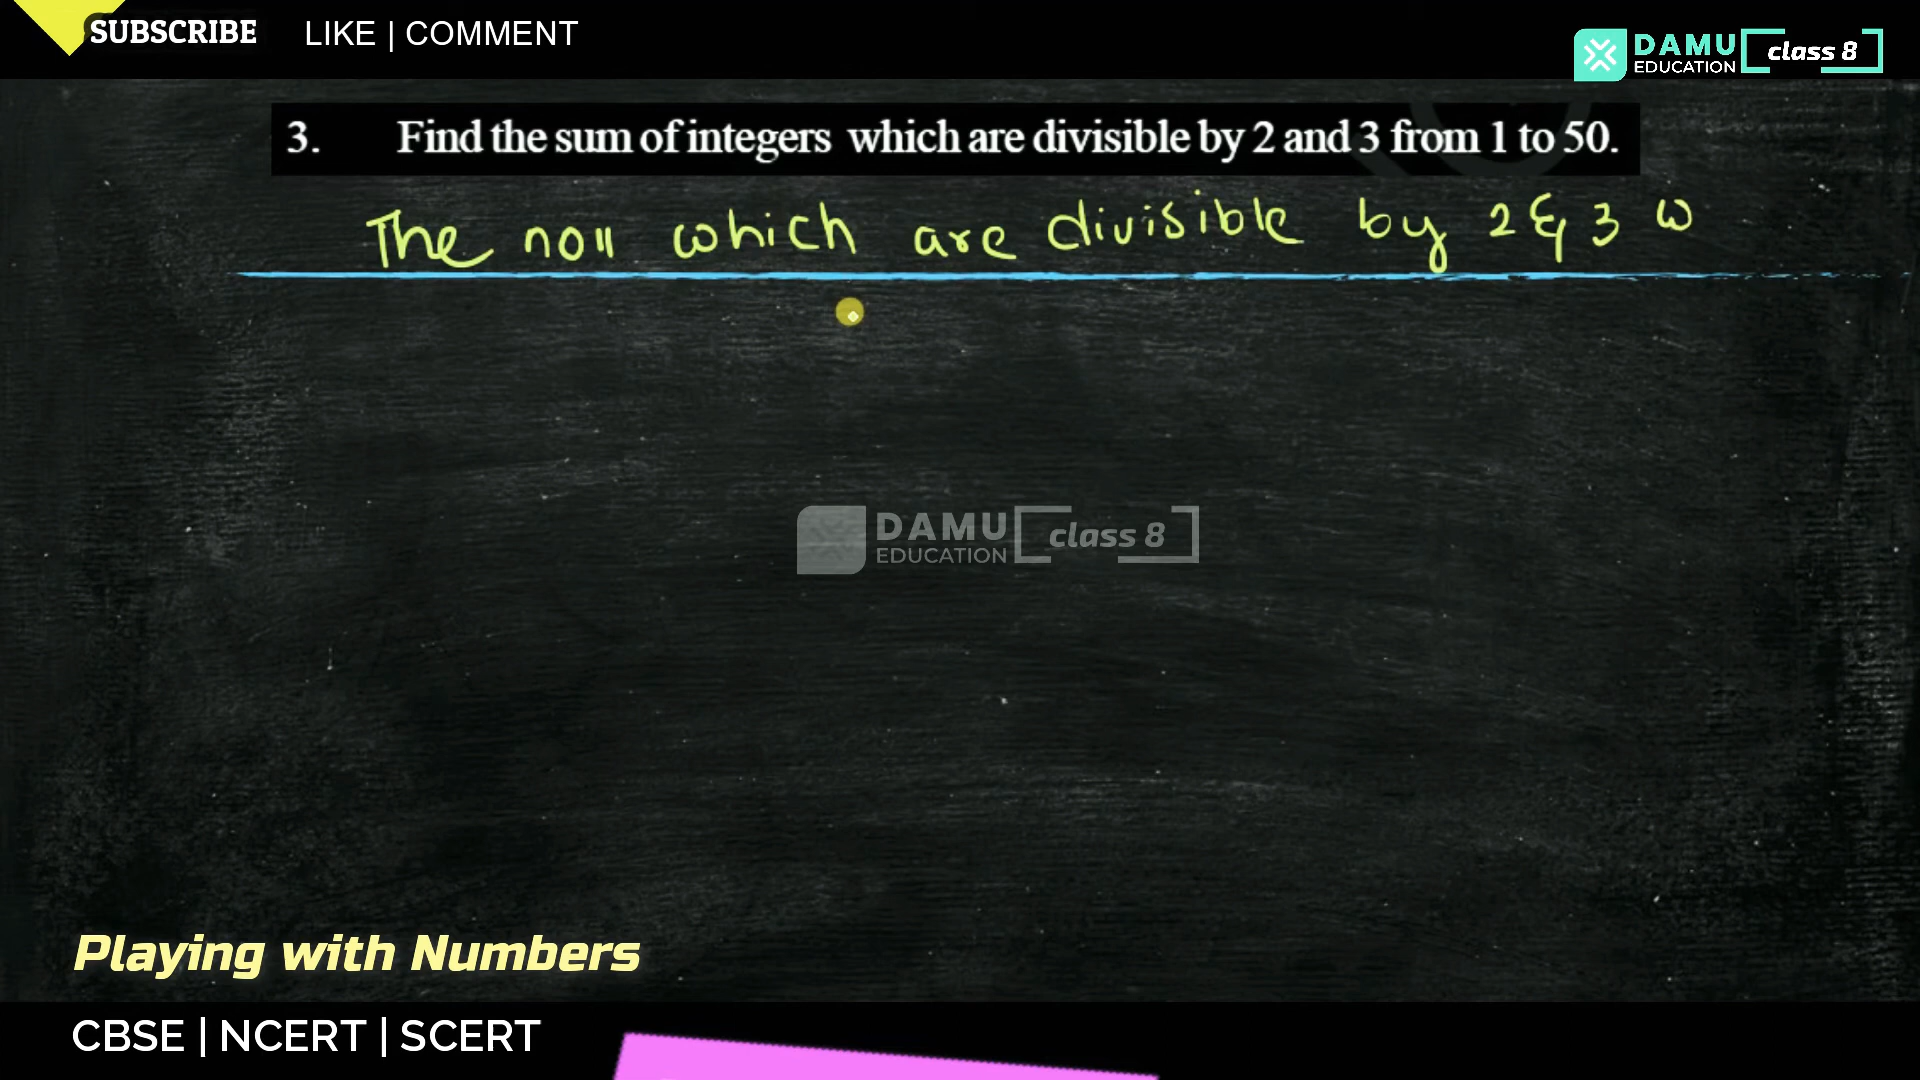 SUBSCRIBE LIKE | COMMENT
DAMU EDUCATION class 8
3. Find the sum of integers which are divisible by 2 and 3 from 1 to 50.
The no11 which are divisible by 2 & 3 w
DAMU EDUCATION class 8
Playing with Numbers
CBSE | NCERT | SCERT